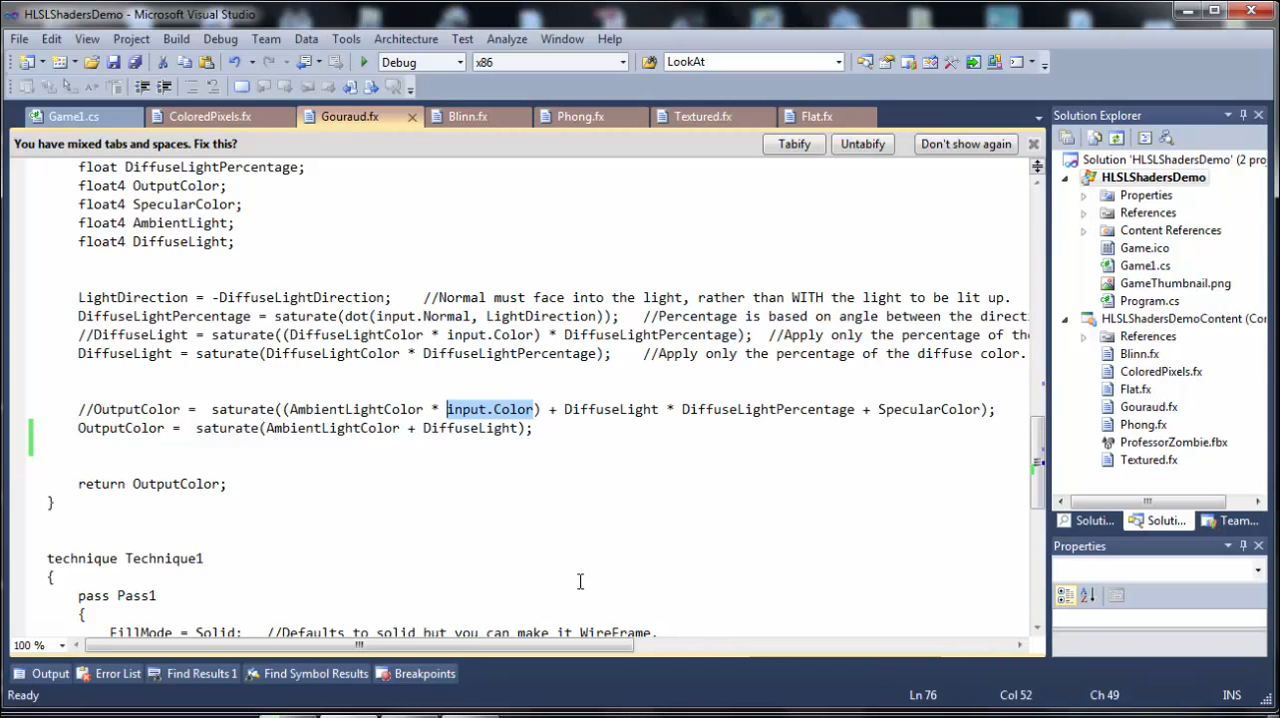 HLSLShadersDemo - Microsoft Visual Studio
File Edit View Project Build Debug Team Data Tools Architecture Test Analyze Window Help
Debug x86 LookAt
Game1.cs ColoredPixels.fx Gouraud.fx Blinn.fx Phong.fx Textured.fx Flat.fx
You have mixed tabs and spaces. Fix this? Tabify Untabify Don't show again
float DiffuseLightPercentage;
float4 OutputColor;
float4 SpecularColor;
float4 AmbientLight;
float4 DiffuseLight;
LightDirection = -DiffuseLightDirection; //Normal must face into the light, rather than WITH the light to be lit up.
DiffuseLightPercentage = saturate(dot(input.Normal, LightDirection)); //Percentage is based on angle between the directi
//DiffuseLight = saturate((DiffuseLightColor * input.Color) * DiffuseLightPercentage); //Apply only the percentage of the
DiffuseLight = saturate(DiffuseLightColor * DiffuseLightPercentage); //Apply only the percentage of the diffuse color.
//OutputColor = saturate((AmbientLightColor * input.Color) + DiffuseLight * DiffuseLightPercentage + SpecularColor);
OutputColor = saturate(AmbientLightColor + DiffuseLight);
return OutputColor;
}
technique Technique1
{
pass Pass1
{
FillMode = Solid; //Defaults to solid but you can make it WireFrame.
100 %
Solution Explorer
Solution 'HLSLShadersDemo' (2 proj
HLSLShadersDemo
Properties
References
Content References
Game.ico
Game1.cs
GameThumbnail.png
Program.cs
HLSLShadersDemoContent (Con
References
Blinn.fx
ColoredPixels.fx
Flat.fx
Gouraud.fx
Phong.fx
ProfessorZombie.fbx
Textured.fx
Soluti... Soluti... Team...
Properties
Output Error List Find Results 1 Find Symbol Results Breakpoints
Ready Ln 76 Col 52 Ch 49 INS